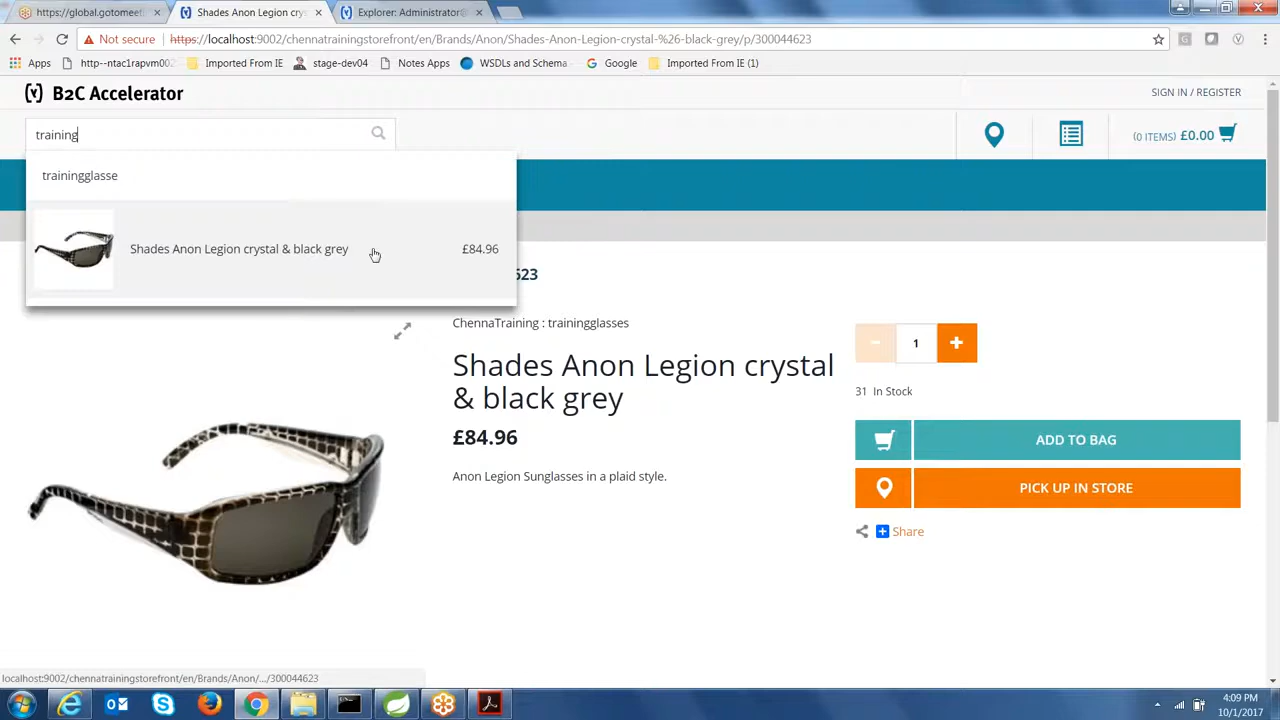 https://global.gotomeeti
Shades Anon Legion cry
Explorer: Administrator@
Not secure
https://localhost:9002/chennatrainingstorefront/en/Brands/Anon/Shades-Anon-Legion-crystal-%26-black-grey/p/300044623
Apps
http--ntac1rapvm002
Imported From IE
stage-dev04
Notes Apps
WSDLs and Schema
Google
Imported From IE (1)
B2C Accelerator
SIGN IN / REGISTER
training
(0 ITEMS) £0.00
trainingglasse
Shades Anon Legion crystal & black grey
£84.96
623
ChennaTraining : trainingglasses
Shades Anon Legion crystal
& black grey
£84.96
Anon Legion Sunglasses in a plaid style.
1
31 In Stock
ADD TO BAG
PICK UP IN STORE
Share
localhost:9002/chennatrainingstorefront/en/Brands/Anon/.../300044623
4:09 PM
10/1/2017